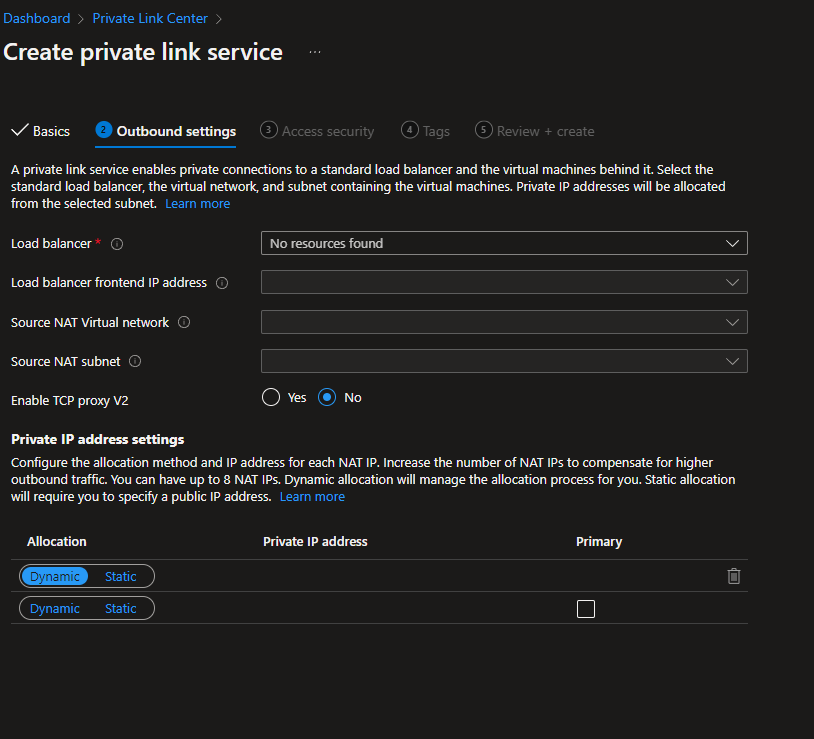 Dashboard > Private Link Center >
Create private link service ...
Basics 2 Outbound settings 3 Access security 4 Tags 5 Review + create
A private link service enables private connections to a standard load balancer and the virtual machines behind it. Select the
standard load balancer, the virtual network, and subnet containing the virtual machines. Private IP addresses will be allocated
from the selected subnet. Learn more
Load balancer * No resources found
Load balancer frontend IP address
Source NAT Virtual network
Source NAT subnet
Enable TCP proxy V2 Yes No
Private IP address settings
Configure the allocation method and IP address for each NAT IP. Increase the number of NAT IPs to compensate for higher
outbound traffic. You can have up to 8 NAT IPs. Dynamic allocation will manage the allocation process for you. Static allocation
will require you to specify a public IP address. Learn more
Allocation Private IP address Primary
Dynamic Static
Dynamic Static